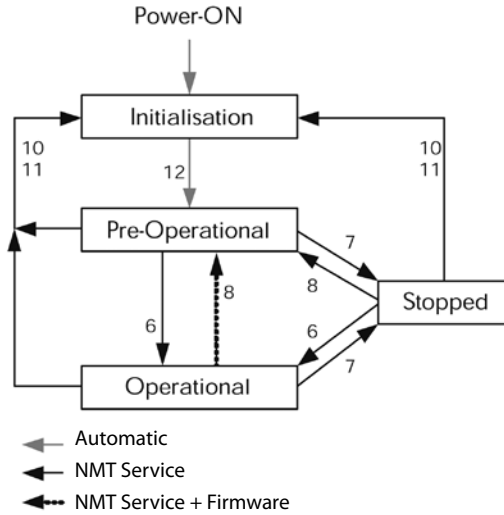 Power-ON
Initialisation
10
11
12
10
11
Pre-Operational
7
8
Stopped
6
8
6
7
Operational
Automatic
NMT Service
NMT Service + Firmware